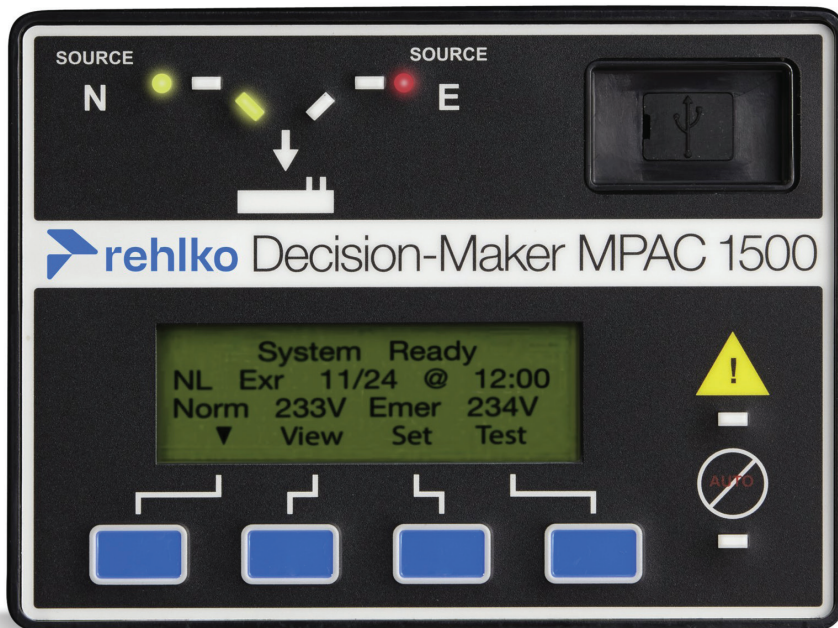 SOURCE
N
SOURCE
E
rehlko Decision-Maker MPAC 1500
System Ready
NL Exr 11/24 @ 12:00
Norm 233V Emer 234V
▼ View Set Test
!
AUTO